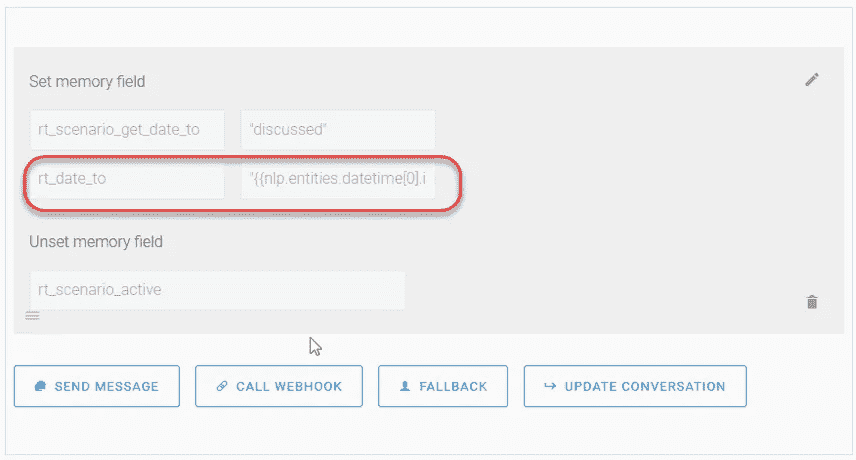 Set memory field
rt_scenario_get_date_to "discussed"
rt_date_to "{{nlp.entities.datetime[0].i
Unset memory field
rt_scenario_active
SEND MESSAGE CALL WEBHOOK FALLBACK UPDATE CONVERSATION